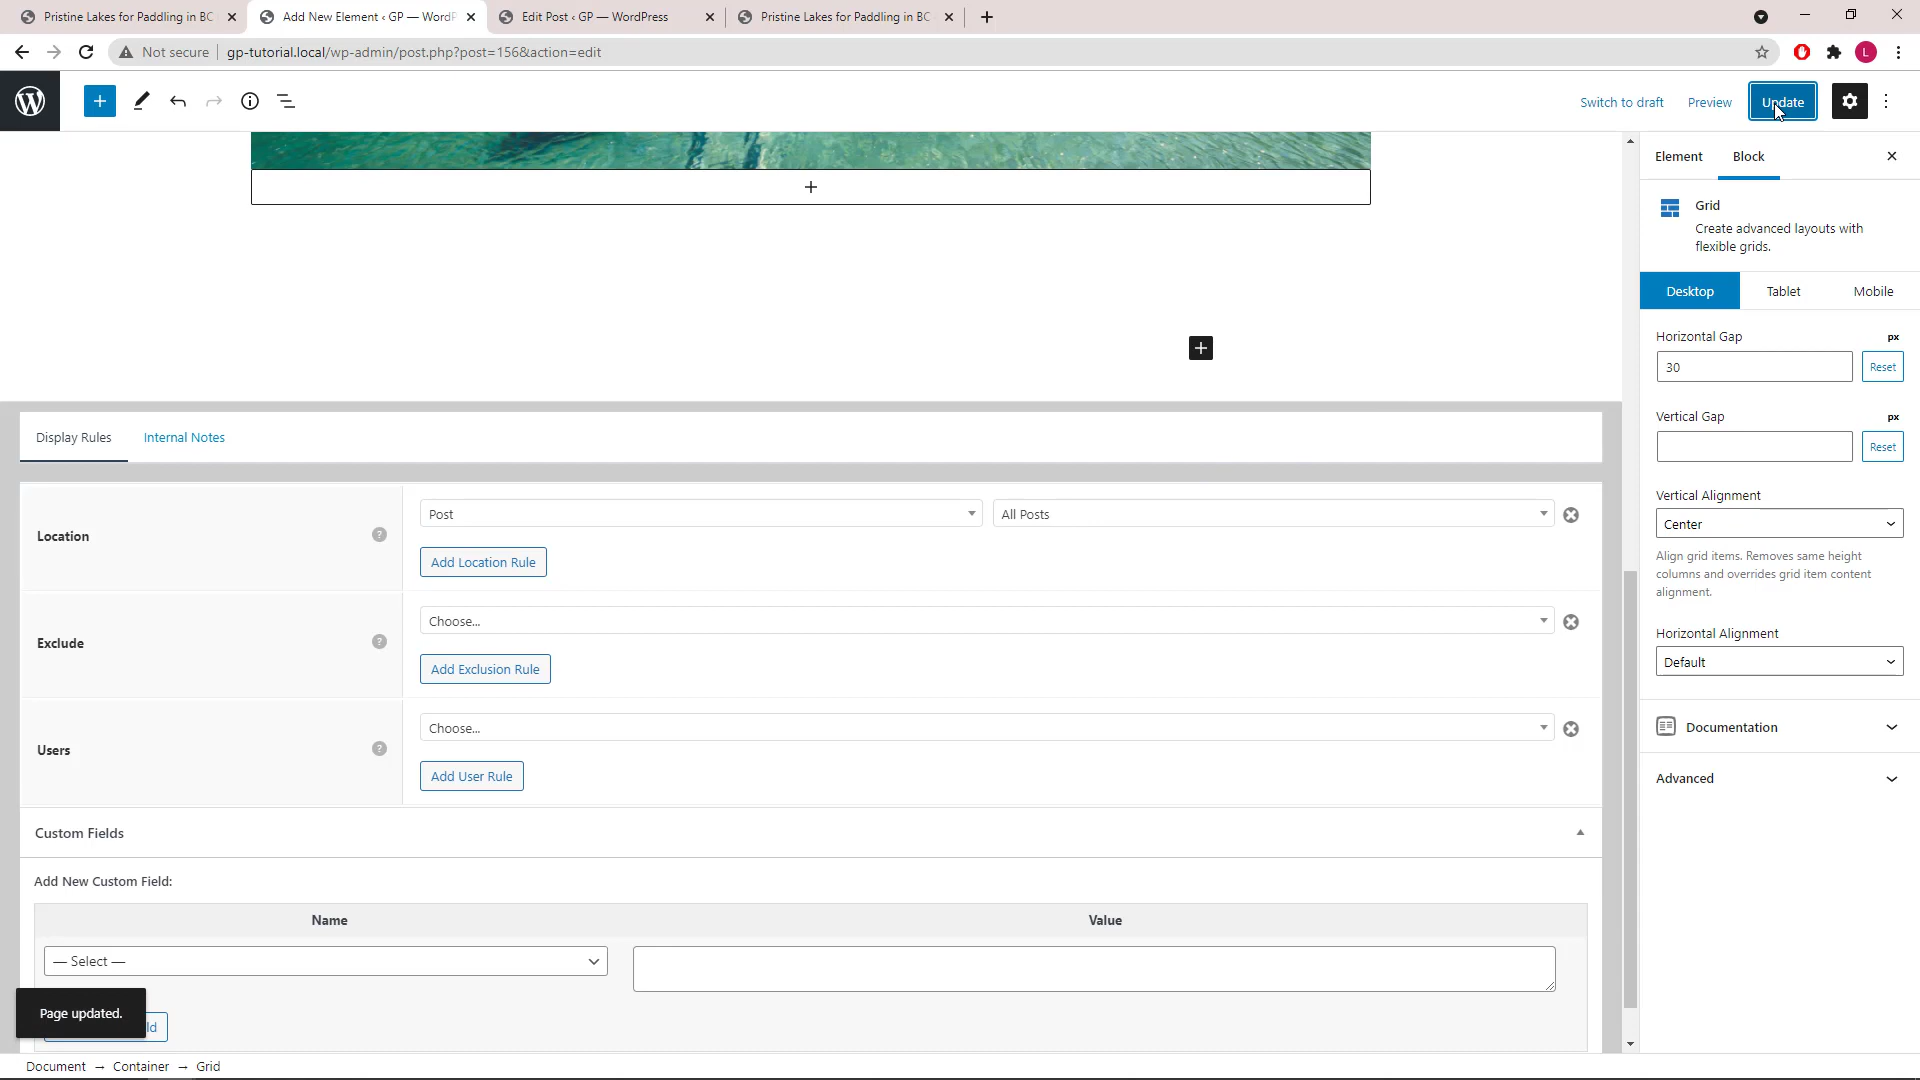 Pristine Lakes for Paddling in BC
Add New Element ‹ GP — WordP
Edit Post ‹ GP — WordPress
Pristine Lakes for Paddling in BC
Not secure
gp-tutorial.local/wp-admin/post.php?post=156&action=edit
L
Switch to draft
Preview
Update
Element
Block
Grid
Create advanced layouts with
flexible grids.
Desktop
Tablet
Mobile
Horizontal Gap
px
30
Reset
Vertical Gap
px
Reset
Vertical Alignment
Center
Align grid items. Removes same height
columns and overrides grid item content
alignment.
Horizontal Alignment
Default
Documentation
Advanced
Display Rules
Internal Notes
Location
?
Post
All Posts
Add Location Rule
Exclude
?
Choose...
Add Exclusion Rule
Users
?
Choose...
Add User Rule
Custom Fields
Add New Custom Field:
Name
Value
— Select —
Page updated.
ld
Document → Container → Grid